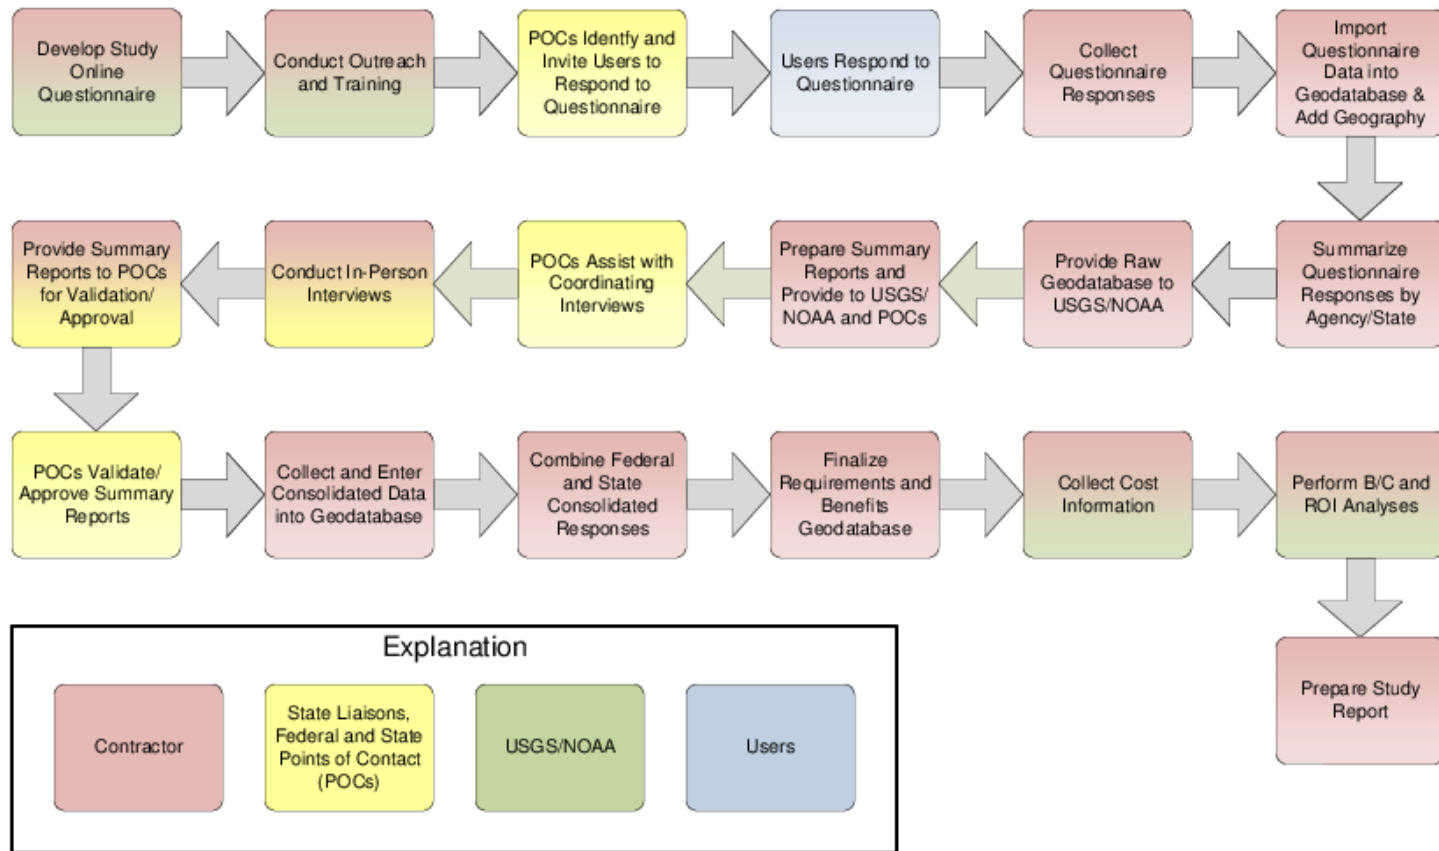 Develop Study
Online
Questionnaire
Conduct Outreach
and Training
POCs Identfy and
Invite Users to
Respond to
Questionnaire
Users Respond to
Questionnaire
Collect
Questionnaire
Responses
Import
Questionnaire
Data into
Geodatabase &
Add Geography
Provide Summary
Reports to POCs
for Validation/
Approval
Conduct In-Person
Interviews
POCs Assist with
Coordinating
Interviews
Prepare Summary
Reports and
Provide to USGS/
NOAA and POCs
Provide Raw
Geodatabase to
USGS/NOAA
Summarize
Questionnaire
Responses by
Agency/State
POCs Validate/
Approve Summary
Reports
Collect and Enter
Consolidated Data
into Geodatabase
Combine Federal
and State
Consolidated
Responses
Finalize
Requirements and
Benefits
Geodatabase
Collect Cost
Information
Perform B/C and
ROI Analyses
Prepare Study
Report
Explanation
Contractor
State Liaisons,
Federal and State
Points of Contact
(POCs)
USGS/NOAA
Users